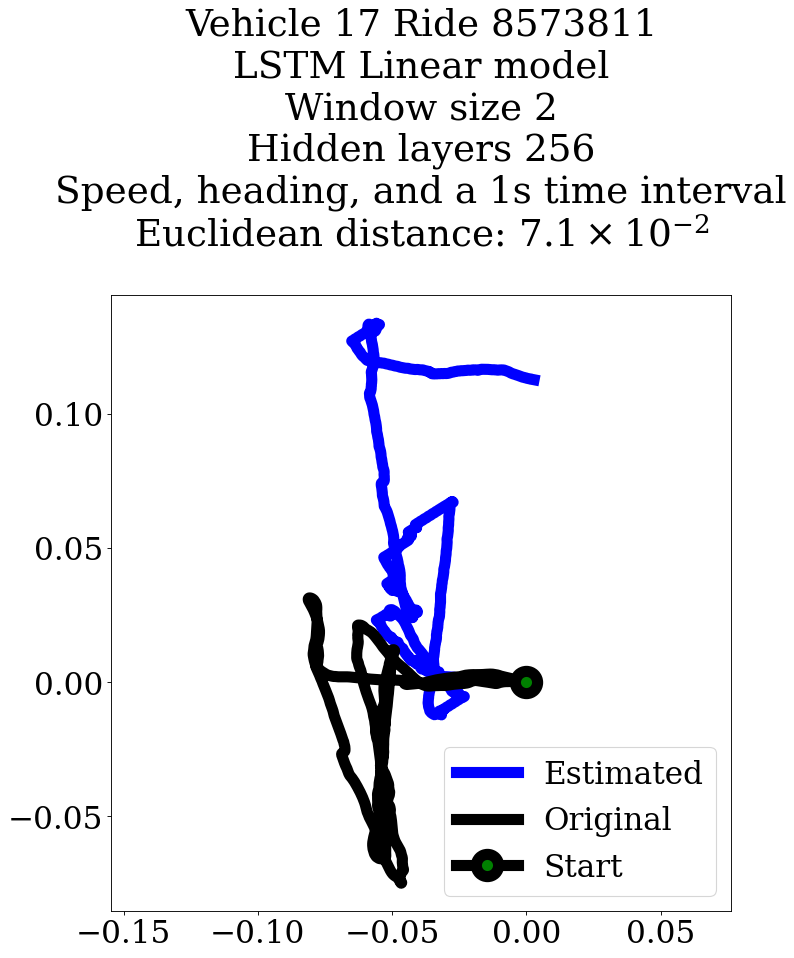 Vehicle 17 Ride 8573811
LSTM Linear model
Window size 2
Hidden layers 256
Speed, heading, and a 1s time interval
Euclidean distance: 7.1 × 10⁻²
0.10
0.05
0.00
−0.05
Estimated
Original
Start
−0.15
−0.10
−0.05
0.00
0.05